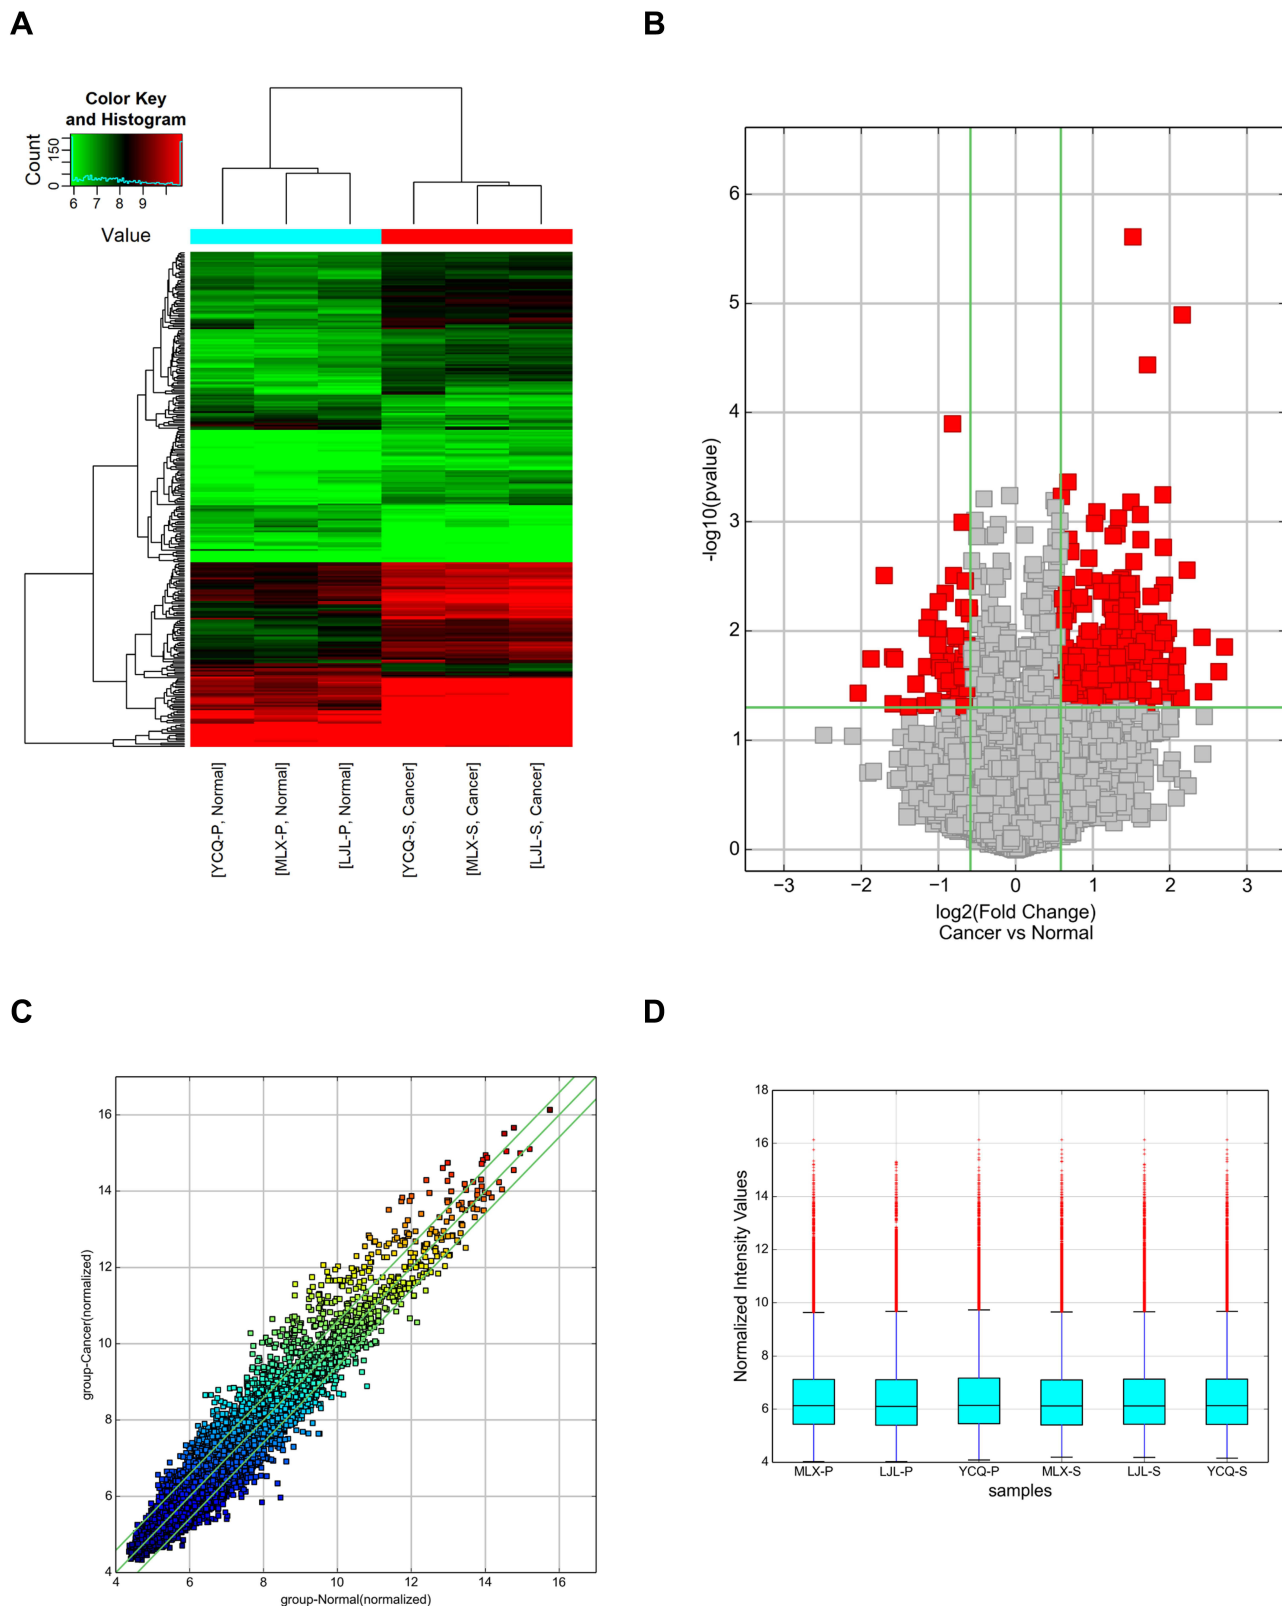 A
B
Color Key
and Histogram
Count
0
150
6 7 8 9
Value
[YCQ-P, Normal]
[MLX-P, Normal]
[LJL-P, Normal]
[YCQ-S, Cancer]
[MLX-S, Cancer]
[LJL-S, Cancer]
-log10(pvalue)
6
5
4
3
2
1
0
−3 −2 −1 0 1 2 3
log2(Fold Change)
Cancer vs Normal
C
D
group-Cancer(normalized)
16
14
12
10
8
6
4
4 6 8 10 12 14 16
group-Normal(normalized)
Normalized Intensity Values
18
16
14
12
10
8
6
4
MLX-P LJL-P YCQ-P MLX-S LJL-S YCQ-S
samples